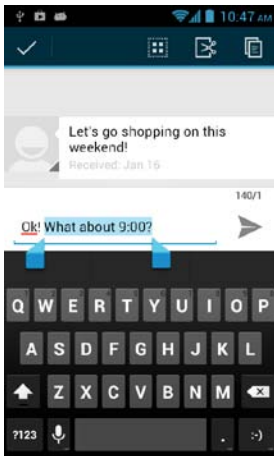 10.47 AM
Let's go shopping on this
weekend!
Received: Jan 16
140/1
Ok! What about 9:00?
Q W E R T Y U I O P
A S D F G H J K L
Z X C V B N M
?123 . :-)